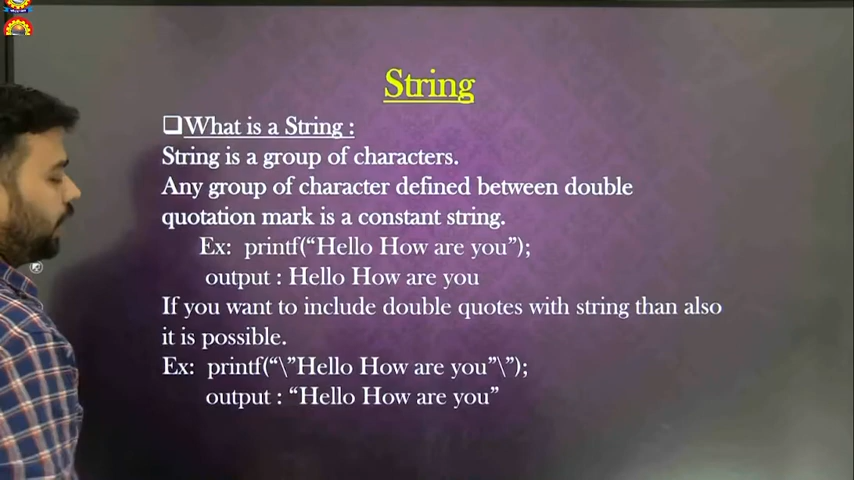 String
❑What is a String :
String is a group of characters.
Any group of character defined between double
quotation mark is a constant string.
Ex: printf(“Hello How are you”);
output : Hello How are you
If you want to include double quotes with string than also
it is possible.
Ex: printf(“\”Hello How are you”\”);
output : “Hello How are you”